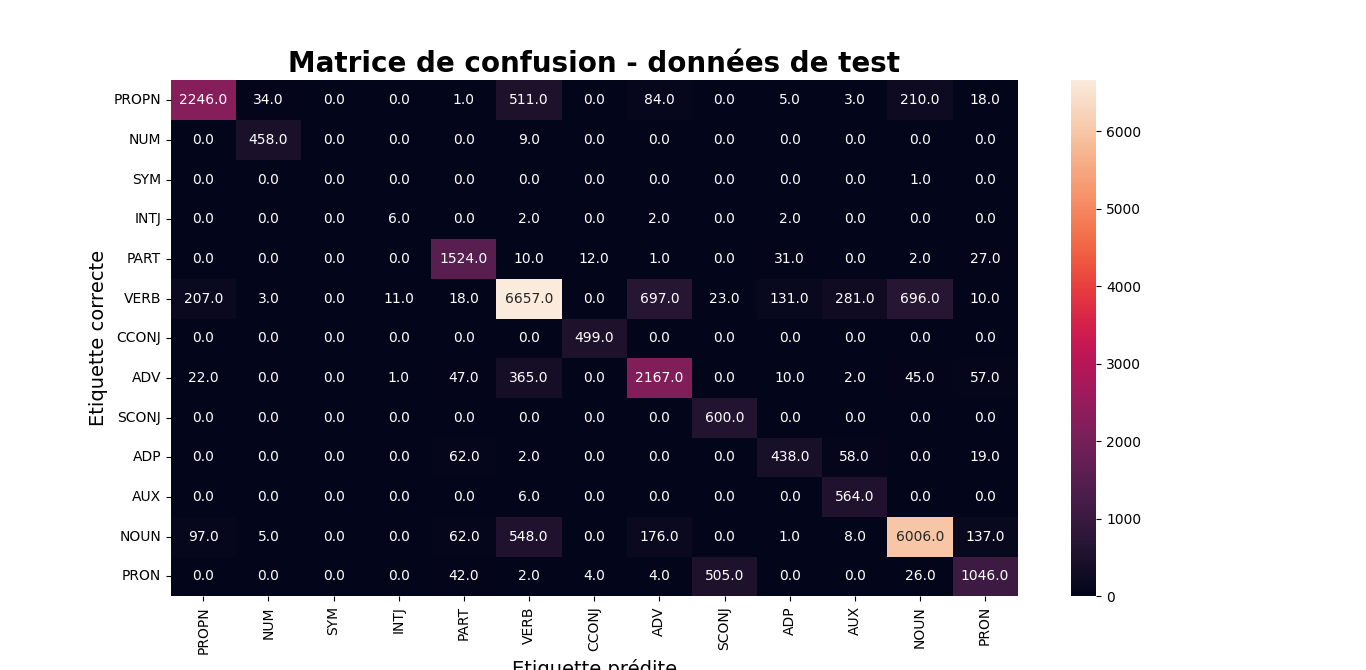 Matrice de confusion - données de test
PROPN 2246.0 34.0 0.0 0.0 1.0 511.0 0.0 84.0 0.0 5.0 3.0 210.0 18.0
NUM 0.0 458.0 0.0 0.0 0.0 9.0 0.0 0.0 0.0 0.0 0.0 0.0 0.0
SYM 0.0 0.0 0.0 0.0 0.0 0.0 0.0 0.0 0.0 0.0 0.0 1.0 0.0
INTJ 0.0 0.0 0.0 6.0 0.0 2.0 0.0 2.0 0.0 2.0 0.0 0.0 0.0
PART 0.0 0.0 0.0 0.0 1524.0 10.0 12.0 1.0 0.0 31.0 0.0 2.0 27.0
VERB 207.0 3.0 0.0 11.0 18.0 6657.0 0.0 697.0 23.0 131.0 281.0 696.0 10.0
CCONJ 0.0 0.0 0.0 0.0 0.0 0.0 499.0 0.0 0.0 0.0 0.0 0.0 0.0
ADV 22.0 0.0 0.0 1.0 47.0 365.0 0.0 2167.0 0.0 10.0 2.0 45.0 57.0
SCONJ 0.0 0.0 0.0 0.0 0.0 0.0 0.0 0.0 600.0 0.0 0.0 0.0 0.0
ADP 0.0 0.0 0.0 0.0 62.0 2.0 0.0 0.0 0.0 438.0 58.0 0.0 19.0
AUX 0.0 0.0 0.0 0.0 0.0 6.0 0.0 0.0 0.0 0.0 564.0 0.0 0.0
NOUN 97.0 5.0 0.0 0.0 62.0 548.0 0.0 176.0 0.0 1.0 8.0 6006.0 137.0
PRON 0.0 0.0 0.0 0.0 42.0 2.0 4.0 4.0 505.0 0.0 0.0 26.0 1046.0
PROPN NUM SYM INTJ PART VERB CCONJ ADV SCONJ ADP AUX NOUN PRON
Etiquette prédite
Etiquette correcte
6000
5000
4000
3000
2000
1000
0